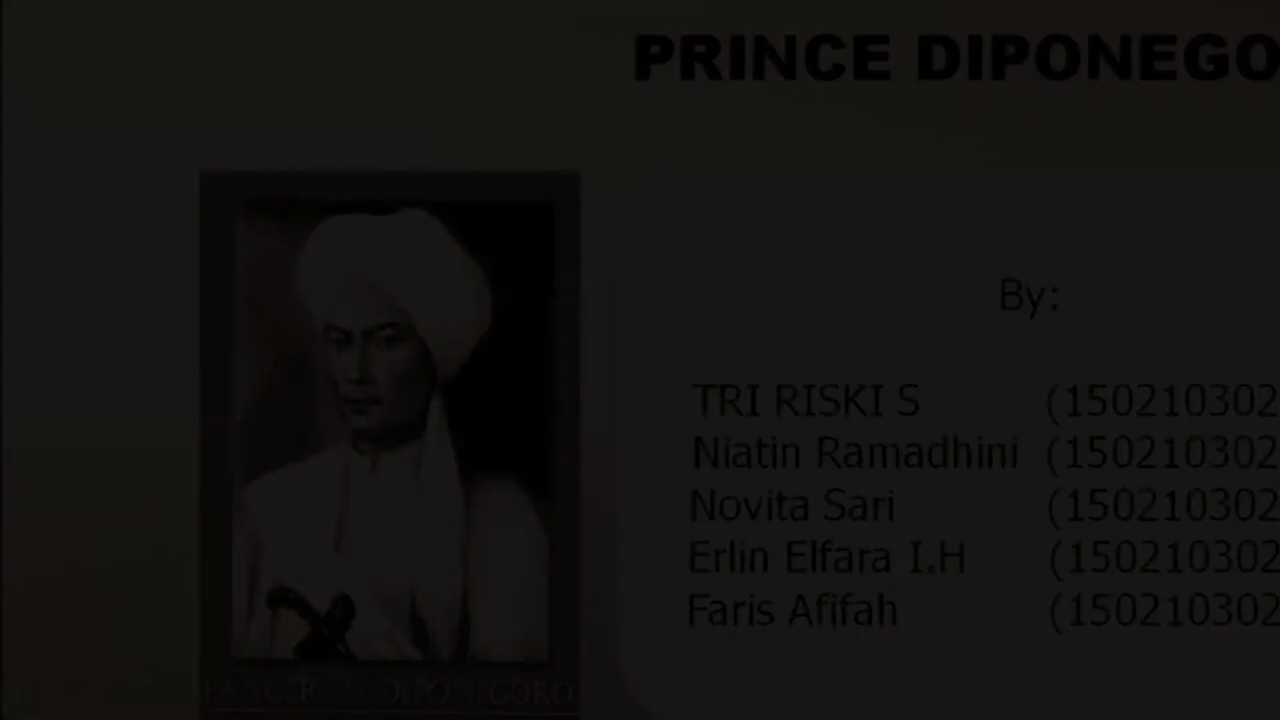 PRINCE DIPONEGO
By:
TRI RISKI S (150210302
Niatin Ramadhini (150210302
Novita Sari (150210302
Erlin Elfara I.H (150210302
Faris Afifah (150210302